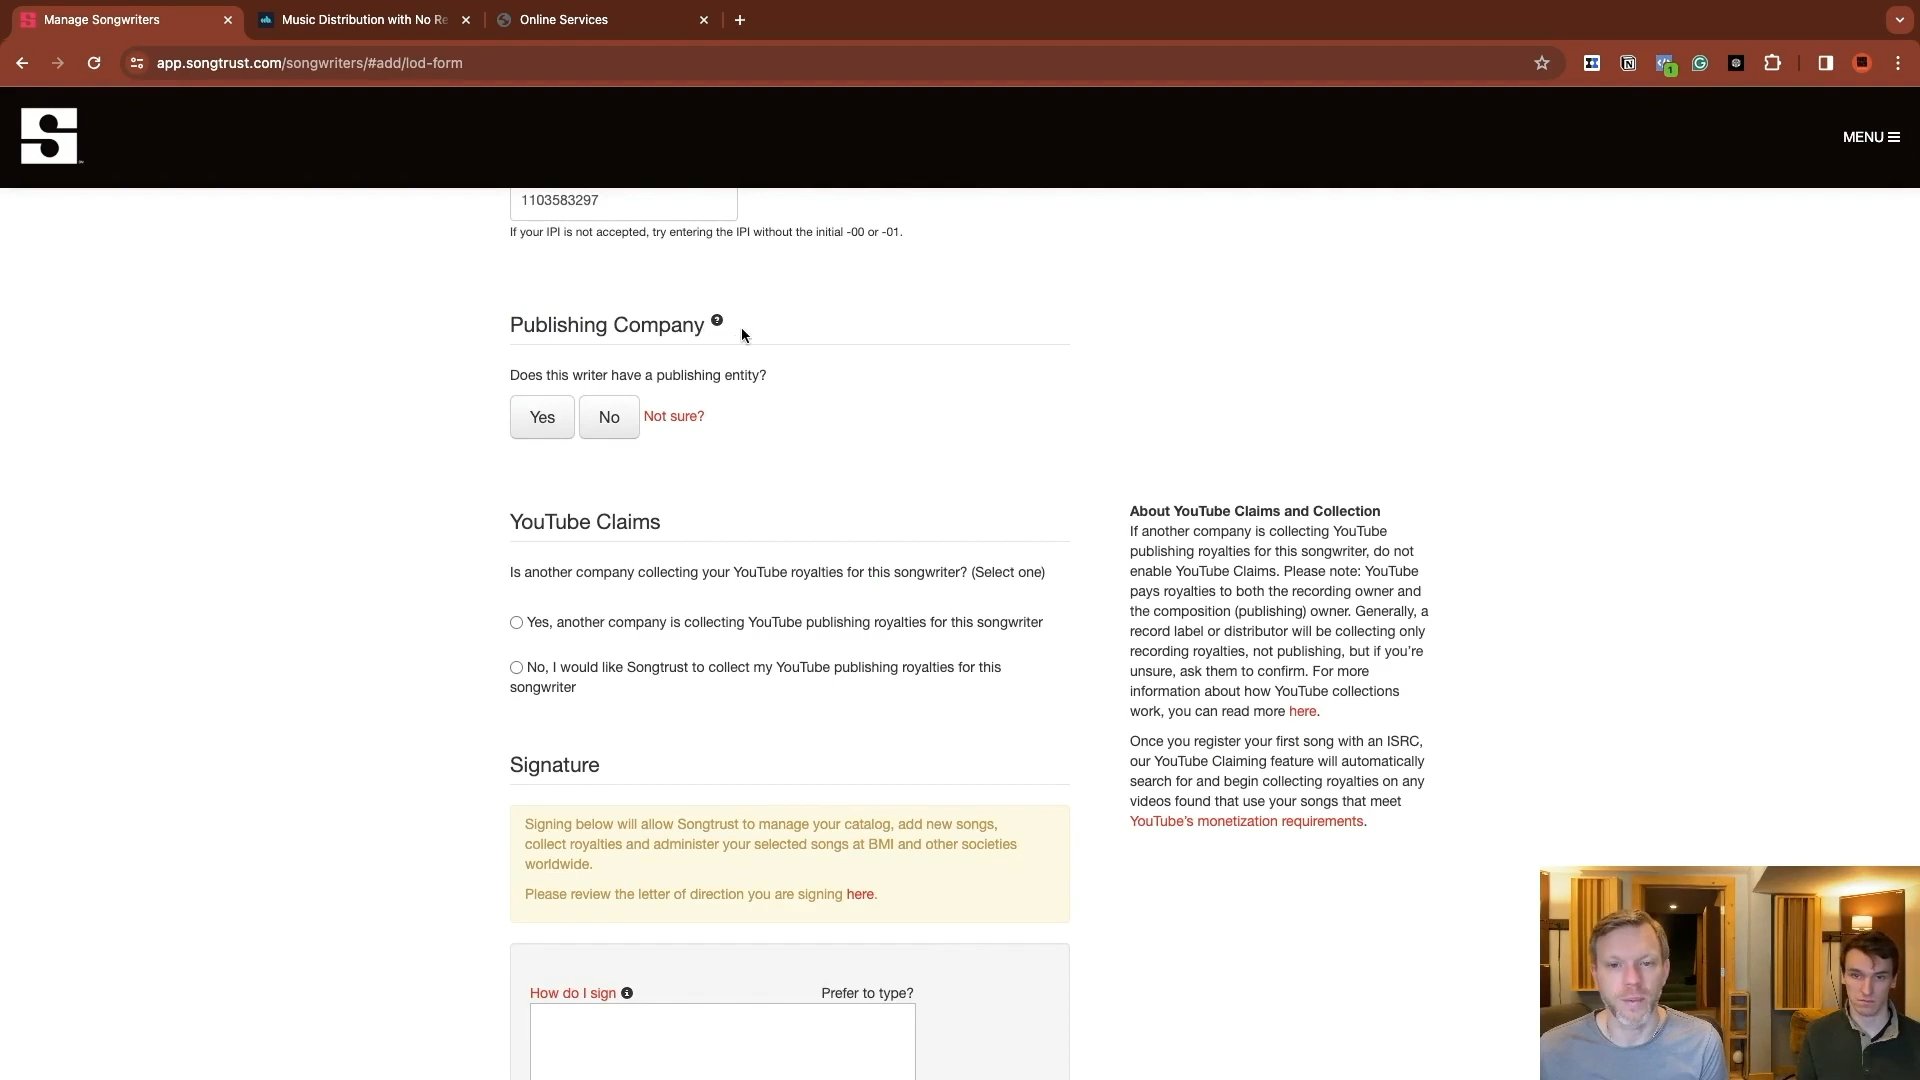 Manage Songwriters
Music Distribution with No Re
Online Services
app.songtrust.com/songwriters/#add/lod-form
1
S
MENU
1103583297
If your IPI is not accepted, try entering the IPI without the initial -00 or -01.
Publishing Company
Does this writer have a publishing entity?
Yes No Not sure?
YouTube Claims
Is another company collecting your YouTube royalties for this songwriter? (Select one)
Yes, another company is collecting YouTube publishing royalties for this songwriter
No, I would like Songtrust to collect my YouTube publishing royalties for this
songwriter
About YouTube Claims and Collection
If another company is collecting YouTube
publishing royalties for this songwriter, do not
enable YouTube Claims. Please note: YouTube
pays royalties to both the recording owner and
the composition (publishing) owner. Generally, a
record label or distributor will be collecting only
recording royalties, not publishing, but if you're
unsure, ask them to confirm. For more
information about how YouTube collections
work, you can read more here.
Once you register your first song with an ISRC,
our YouTube Claiming feature will automatically
search for and begin collecting royalties on any
videos found that use your songs that meet
YouTube's monetization requirements.
Signature
Signing below will allow Songtrust to manage your catalog, add new songs,
collect royalties and administer your selected songs at BMI and other societies
worldwide.
Please review the letter of direction you are signing here.
How do I sign
Prefer to type?